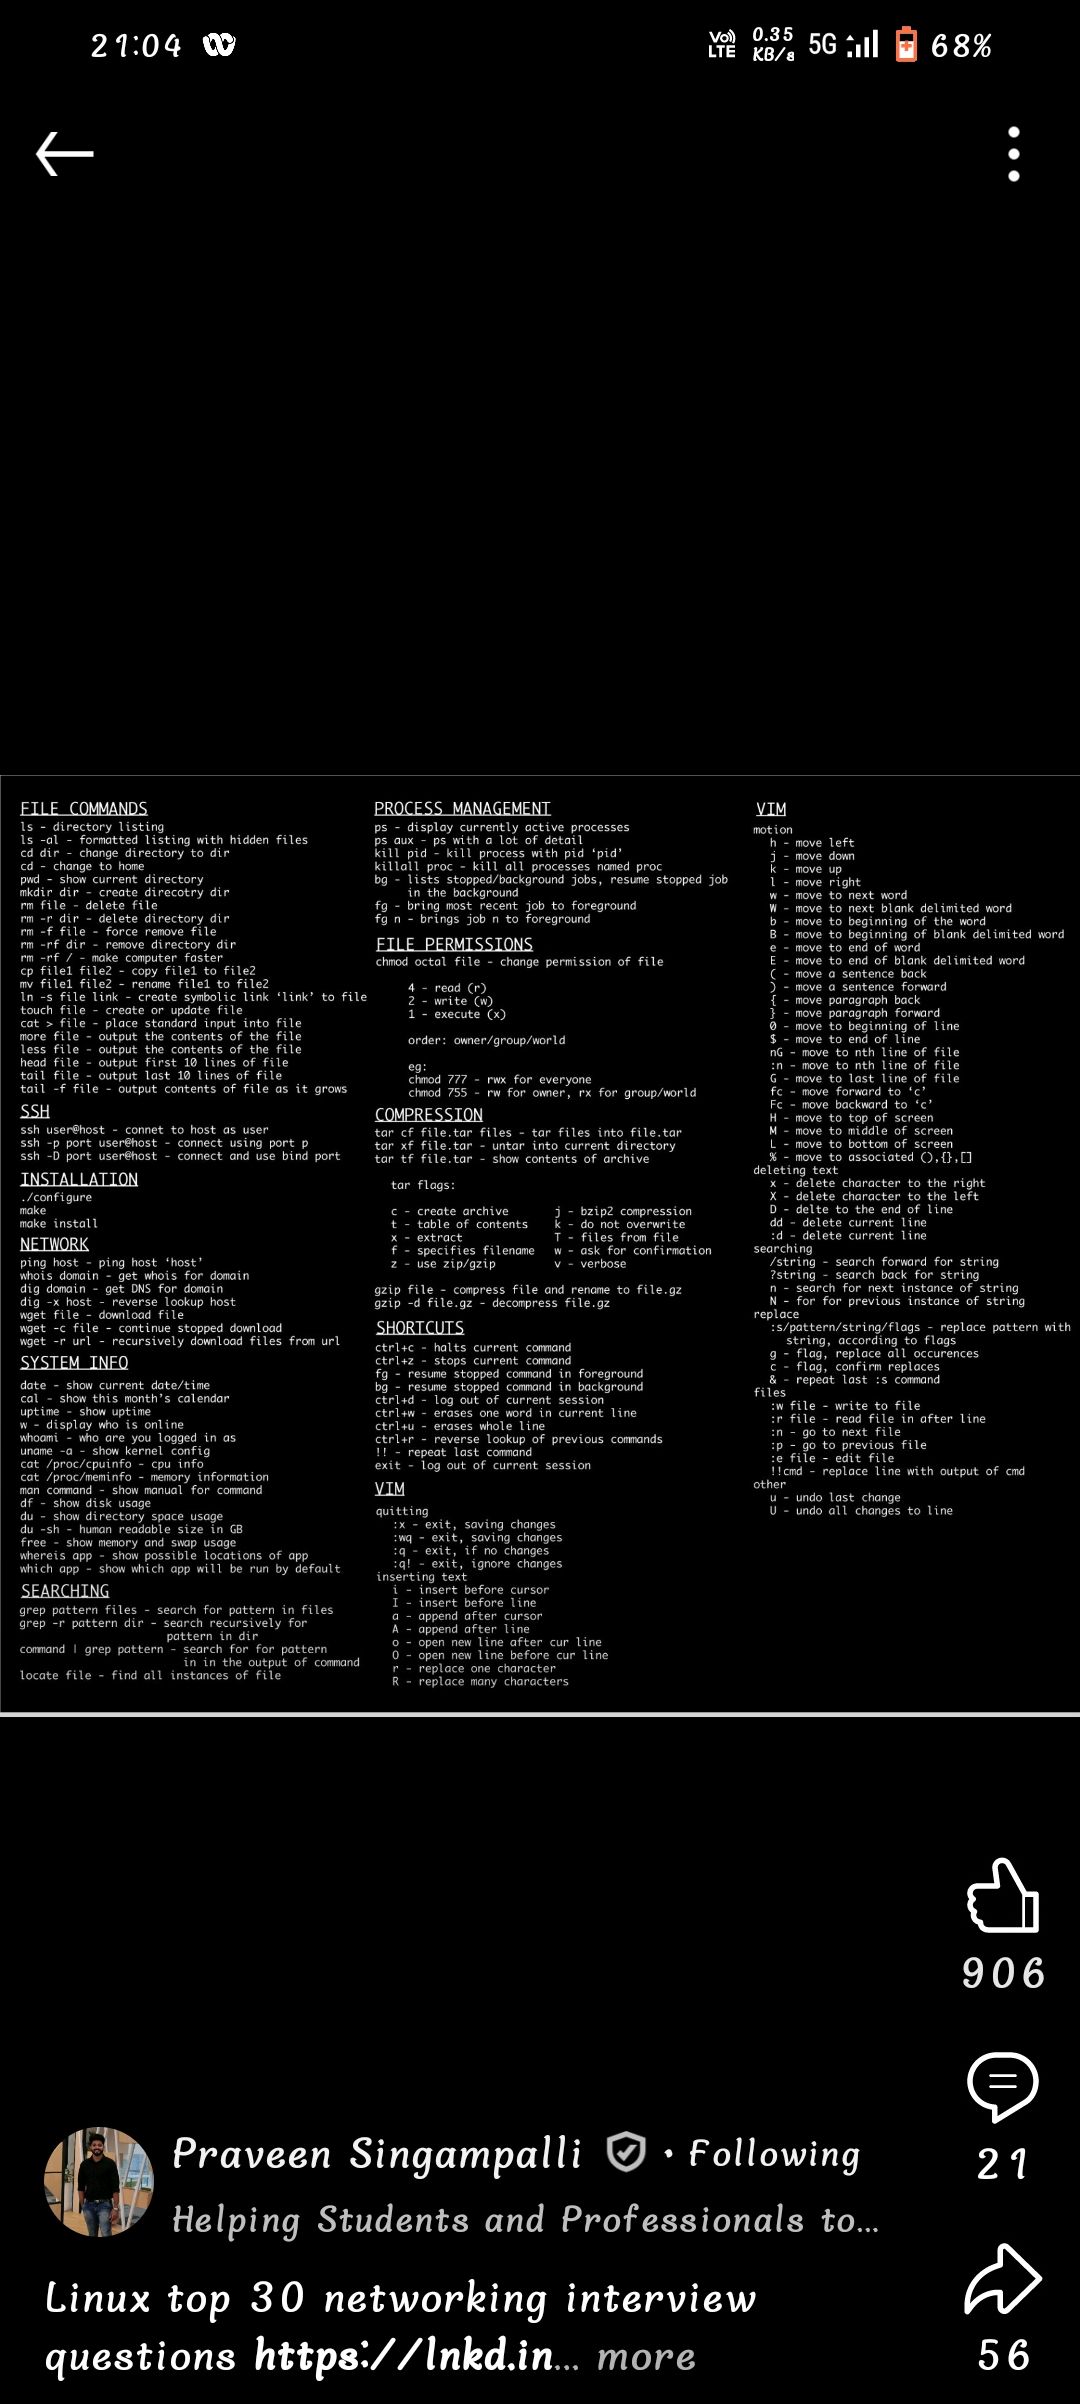 21:04
Vo))
LTE
0.35
KB/s
5G
68%
FILE COMMANDS
ls - directory listing
ls -al - formatted listing with hidden files
cd dir - change directory to dir
cd - change to home
pwd - show current directory
mkdir dir - create direcotry dir
rm file - delete file
rm -r dir - delete directory dir
rm -f file - force remove file
rm -rf dir - remove directory dir
rm -rf / - make computer faster
cp file1 file2 - copy file1 to file2
mv file1 file2 - rename file1 to file2
ln -s file link - create symbolic link ‘link’ to file
touch file - create or update file
cat > file - place standard input into file
more file - output the contents of the file
less file - output the contents of the file
head file - output first 10 lines of file
tail file - output last 10 lines of file
tail -f file - output contents of file as it grows
SSH
ssh user@host - connet to host as user
ssh -p port user@host - connect using port p
ssh -D port user@host - connect and use bind port
INSTALLATION
./configure
make
make install
NETWORK
ping host - ping host ‘host’
whois domain - get whois for domain
dig domain - get DNS for domain
dig -x host - reverse lookup host
wget file - download file
wget -c file - continue stopped download
wget -r url - recursively download files from url
SYSTEM INFO
date - show current date/time
cal - show this month’s calendar
uptime - show uptime
w - display who is online
whoami - who are you logged in as
uname -a - show kernel config
cat /proc/cpuinfo - cpu info
cat /proc/meminfo - memory information
man command - show manual for command
df - show disk usage
du - show directory space usage
du -sh - human readable size in GB
free - show memory and swap usage
whereis app - show possible locations of app
which app - show which app will be run by default
SEARCHING
grep pattern files - search for pattern in files
grep -r pattern dir - search recursively for
pattern in dir
command | grep pattern - search for for pattern
in in the output of command
locate file - find all instances of file
PROCESS MANAGEMENT
ps - display currently active processes
ps aux - ps with a lot of detail
kill pid - kill process with pid ‘pid’
killall proc - kill all processes named proc
bg - lists stopped/background jobs, resume stopped job
in the background
fg - bring most recent job to foreground
fg n - brings job n to foreground
FILE PERMISSIONS
chmod octal file - change permission of file
4 - read (r)
2 - write (w)
1 - execute (x)
order: owner/group/world
eg:
chmod 777 - rwx for everyone
chmod 755 - rw for owner, rx for group/world
COMPRESSION
tar cf file.tar files - tar files into file.tar
tar xf file.tar - untar into current directory
tar tf file.tar - show contents of archive
tar flags:
c - create archive j - bzip2 compression
t - table of contents k - do not overwrite
x - extract T - files from file
f - specifies filename w - ask for confirmation
z - use zip/gzip v - verbose
gzip file - compress file and rename to file.gz
gzip -d file.gz - decompress file.gz
SHORTCUTS
ctrl+c - halts current command
ctrl+z - stops current command
fg - resume stopped command in foreground
bg - resume stopped command in background
ctrl+d - log out of current session
ctrl+w - erases one word in current line
ctrl+u - erases whole line
ctrl+r - reverse lookup of previous commands
!! - repeat last command
exit - log out of current session
VIM
quitting
:x - exit, saving changes
:wq - exit, saving changes
:q - exit, if no changes
:q! - exit, ignore changes
inserting text
i - insert before cursor
I - insert before line
a - append after cursor
A - append after line
o - open new line after cur line
O - open new line before cur line
r - replace one character
R - replace many characters
VIM
motion
h - move left
j - move down
k - move up
l - move right
w - move to next word
W - move to next blank delimited word
b - move to beginning of the word
B - move to beginning of blank delimited word
e - move to end of word
E - move to end of blank delimited word
( - move a sentence back
) - move a sentence forward
{ - move paragraph back
} - move paragraph forward
0 - move to beginning of line
$ - move to end of line
nG - move to nth line of file
:n - move to nth line of file
G - move to last line of file
fc - move forward to ‘c’
Fc - move backward to ‘c’
H - move to top of screen
M - move to middle of screen
L - move to bottom of screen
% - move to associated (),{},[]
deleting text
x - delete character to the right
X - delete character to the left
D - delte to the end of line
dd - delete current line
:d - delete current line
searching
/string - search forward for string
?string - search back for string
n - search for next instance of string
N - for for previous instance of string
replace
:s/pattern/string/flags - replace pattern with
string, according to flags
g - flag, replace all occurences
c - flag, confirm replaces
& - repeat last :s command
files
:w file - write to file
:r file - read file in after line
:n - go to next file
:p - go to previous file
:e file - edit file
!!cmd - replace line with output of cmd
other
u - undo last change
U - undo all changes to line
906
21
Praveen Singampalli • Following
Helping Students and Professionals to...
Linux top 30 networking interview
questions https://lnkd.in... more
56